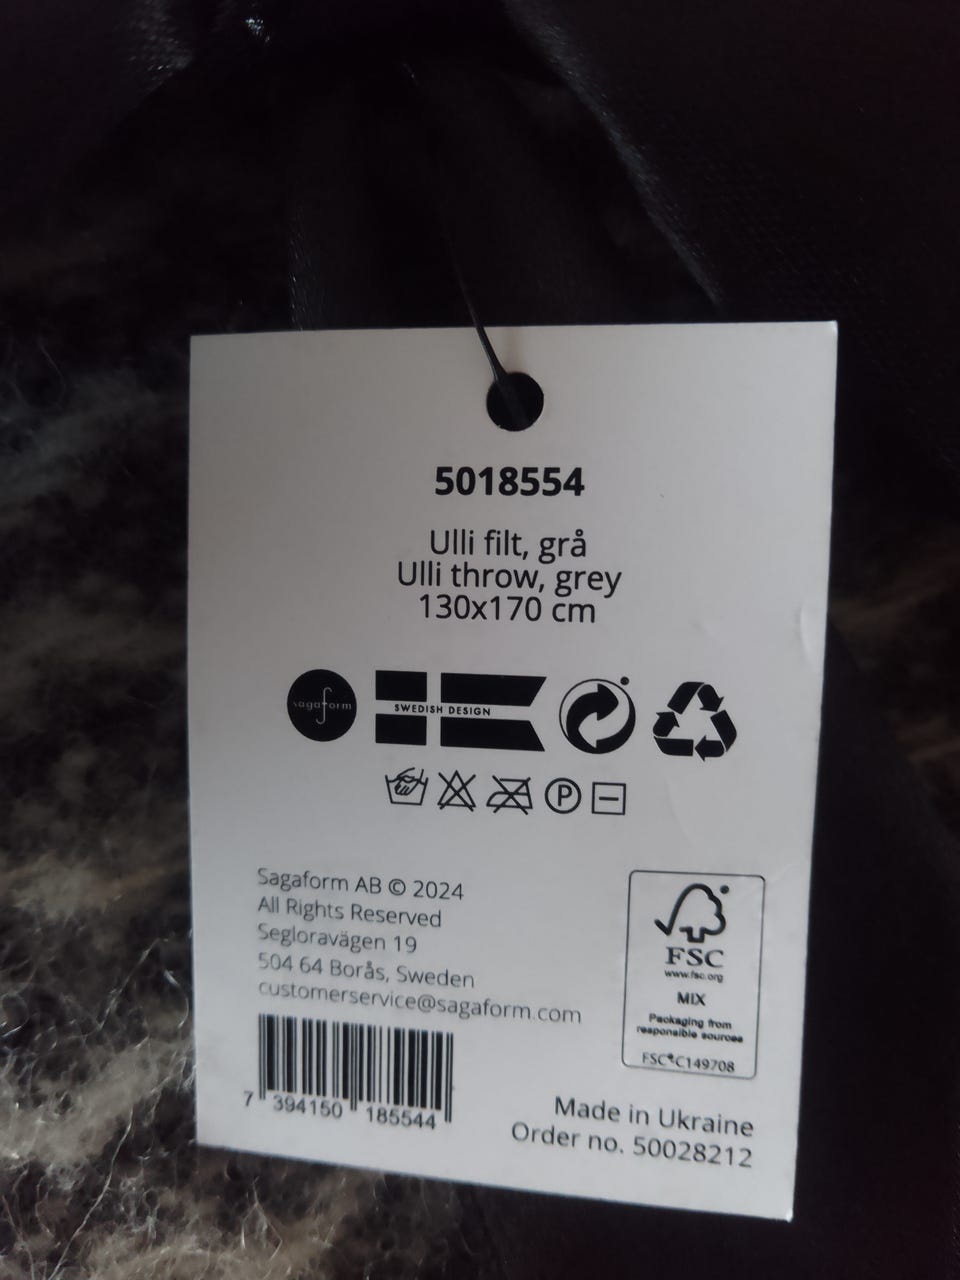 5018554
Ulli filt, grå
Ulli throw, grey
130x170 cm
sagaform
SWEDISH DESIGN
P
Sagaform AB © 2024
All Rights Reserved
Segloravägen 19
504 64 Borås, Sweden
customerservice@sagaform.com
FSC
www.fsc.org
MIX
Packaging from
responsible sources
FSC® C149708
7 394150 185544
Made in Ukraine
Order no. 50028212